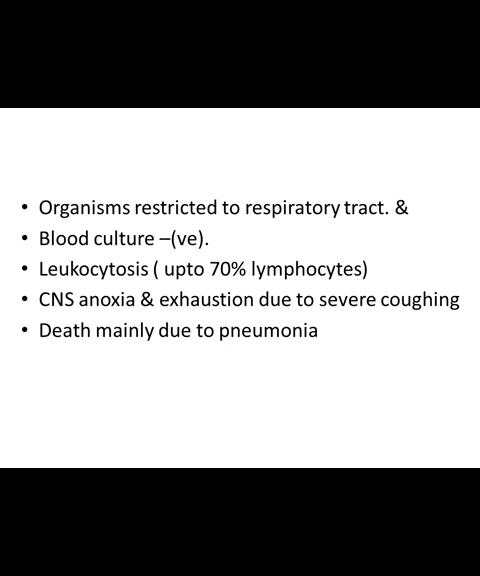 • Organisms restricted to respiratory tract. &
• Blood culture –(ve).
• Leukocytosis ( upto 70% lymphocytes)
• CNS anoxia & exhaustion due to severe coughing
• Death mainly due to pneumonia